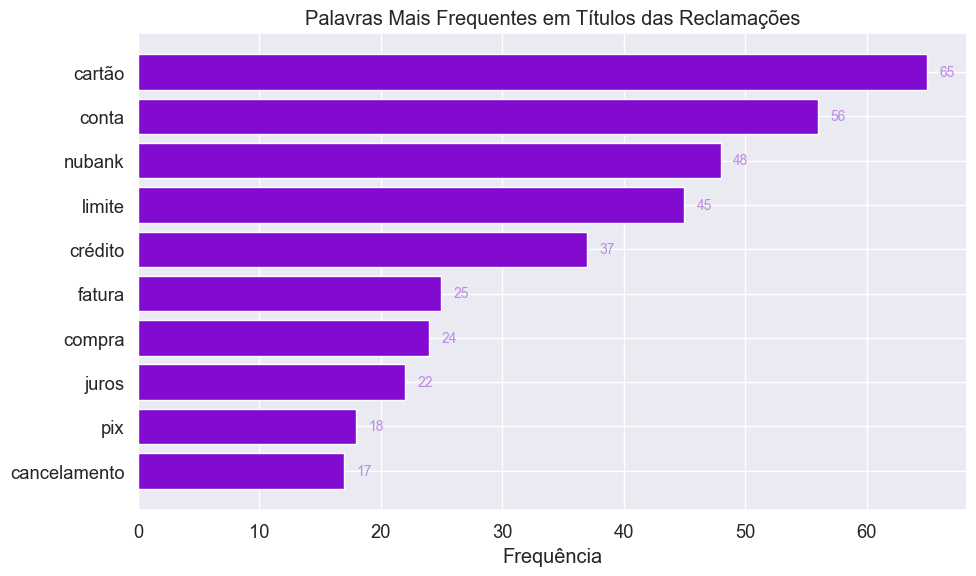 Palavras Mais Frequentes em Títulos das Reclamações
cartão 65
conta 56
nubank 48
limite 45
crédito 37
fatura 25
compra 24
juros 22
pix 18
cancelamento 17
0 10 20 30 40 50 60
Frequência